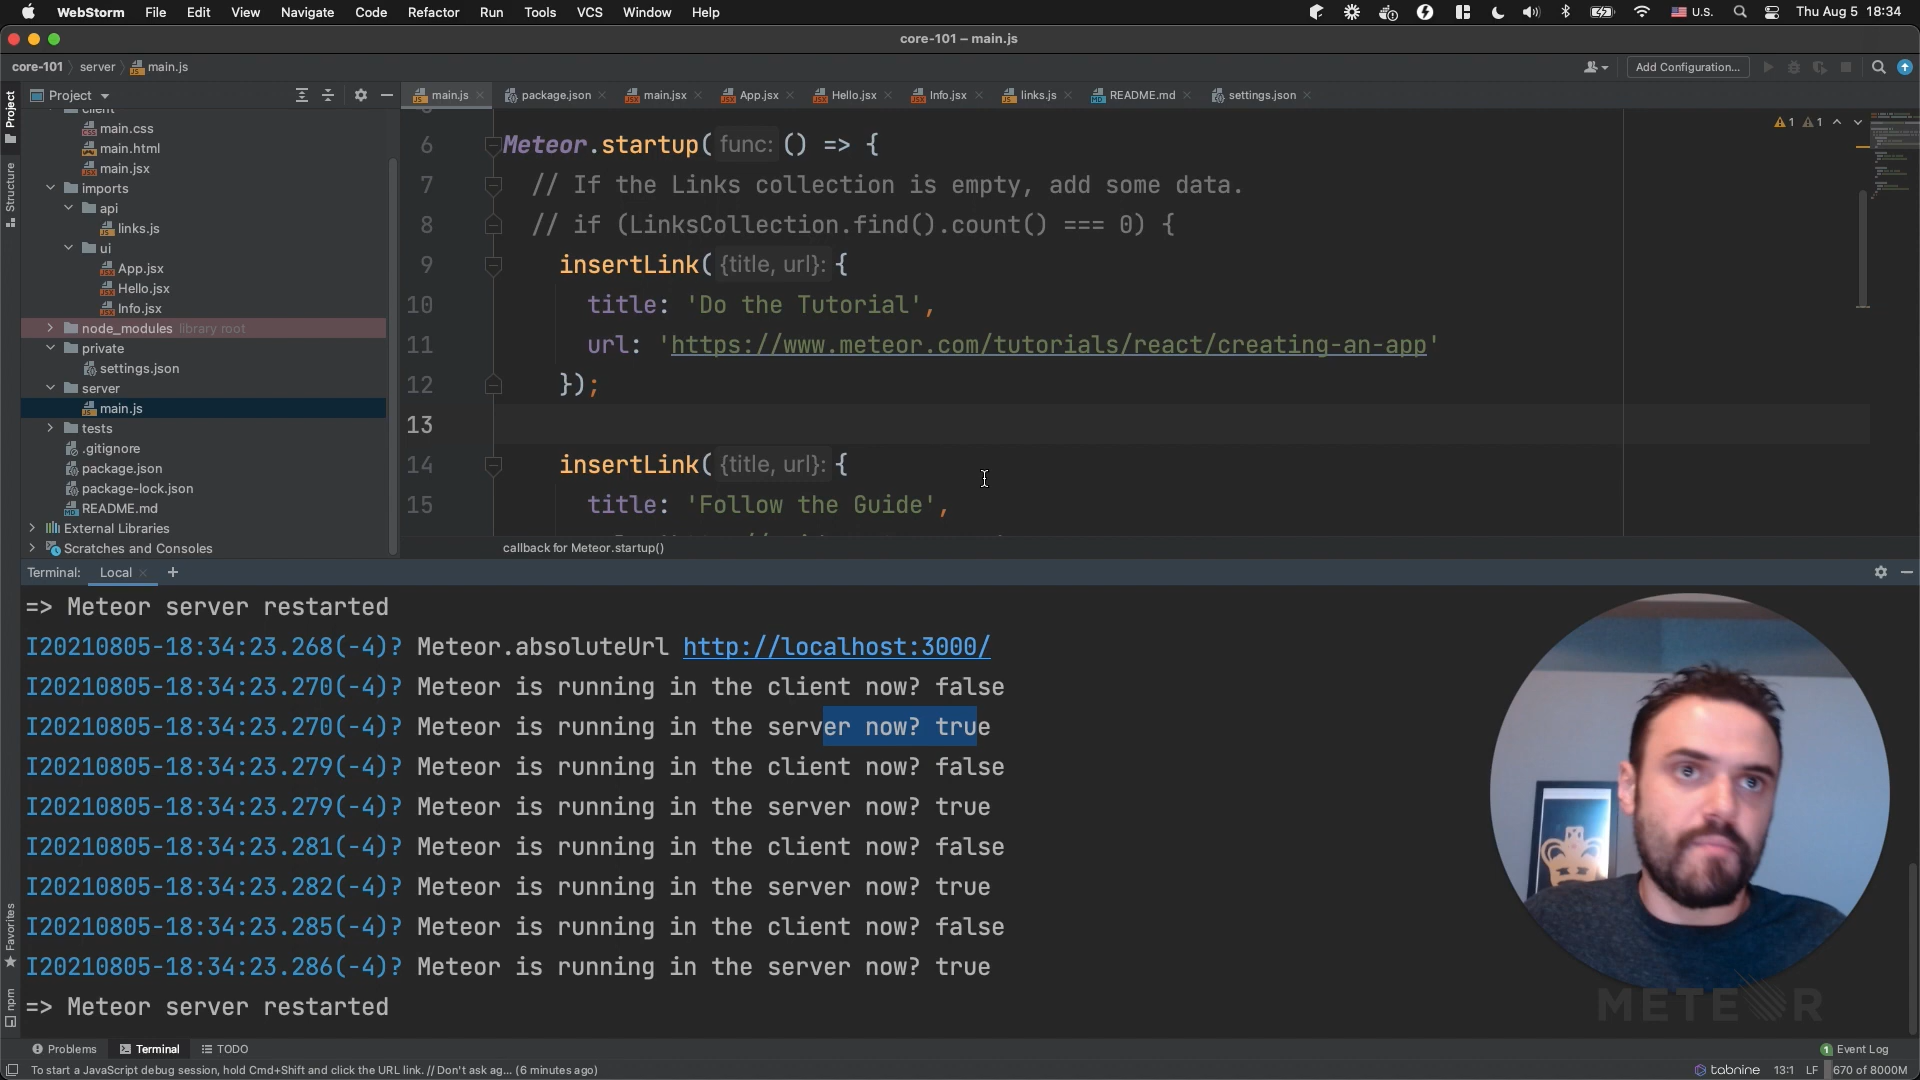 WebStorm File Edit View Navigate Code Refactor Run Tools VCS Window Help U.S. Thu Aug 5 18:34
core-101 – main.js
core-101 server main.js Add Configuration...
Project
main.js package.json main.jsx App.jsx Hello.jsx Info.jsx links.js README.md settings.json
client
main.css
main.html
main.jsx
imports
api
links.js
ui
App.jsx
Hello.jsx
Info.jsx
node_modules library root
private
settings.json
server
main.js
tests
.gitignore
package.json
package-lock.json
README.md
External Libraries
Scratches and Consoles
Project
Structure
Favorites
npm
1 1
6 Meteor.startup( func: () => {
7 // If the Links collection is empty, add some data.
8 // if (LinksCollection.find().count() === 0) {
9 insertLink( {title, url}: {
10 title: 'Do the Tutorial',
11 url: 'https://www.meteor.com/tutorials/react/creating-an-app'
12 });
13
14 insertLink( {title, url}: {
15 title: 'Follow the Guide',
callback for Meteor.startup()
Terminal: Local +
=> Meteor server restarted
I20210805-18:34:23.268(-4)? Meteor.absoluteUrl http://localhost:3000/
I20210805-18:34:23.270(-4)? Meteor is running in the client now? false
I20210805-18:34:23.270(-4)? Meteor is running in the server now? true
I20210805-18:34:23.279(-4)? Meteor is running in the client now? false
I20210805-18:34:23.279(-4)? Meteor is running in the server now? true
I20210805-18:34:23.281(-4)? Meteor is running in the client now? false
I20210805-18:34:23.282(-4)? Meteor is running in the server now? true
I20210805-18:34:23.285(-4)? Meteor is running in the client now? false
I20210805-18:34:23.286(-4)? Meteor is running in the server now? true
=> Meteor server restarted
METEOR
Problems Terminal TODO 1 Event Log
To start a JavaScript debug session, hold Cmd+Shift and click the URL link. // Don't ask ag... (6 minutes ago) tabnine 13:1 LF 670 of 8000M